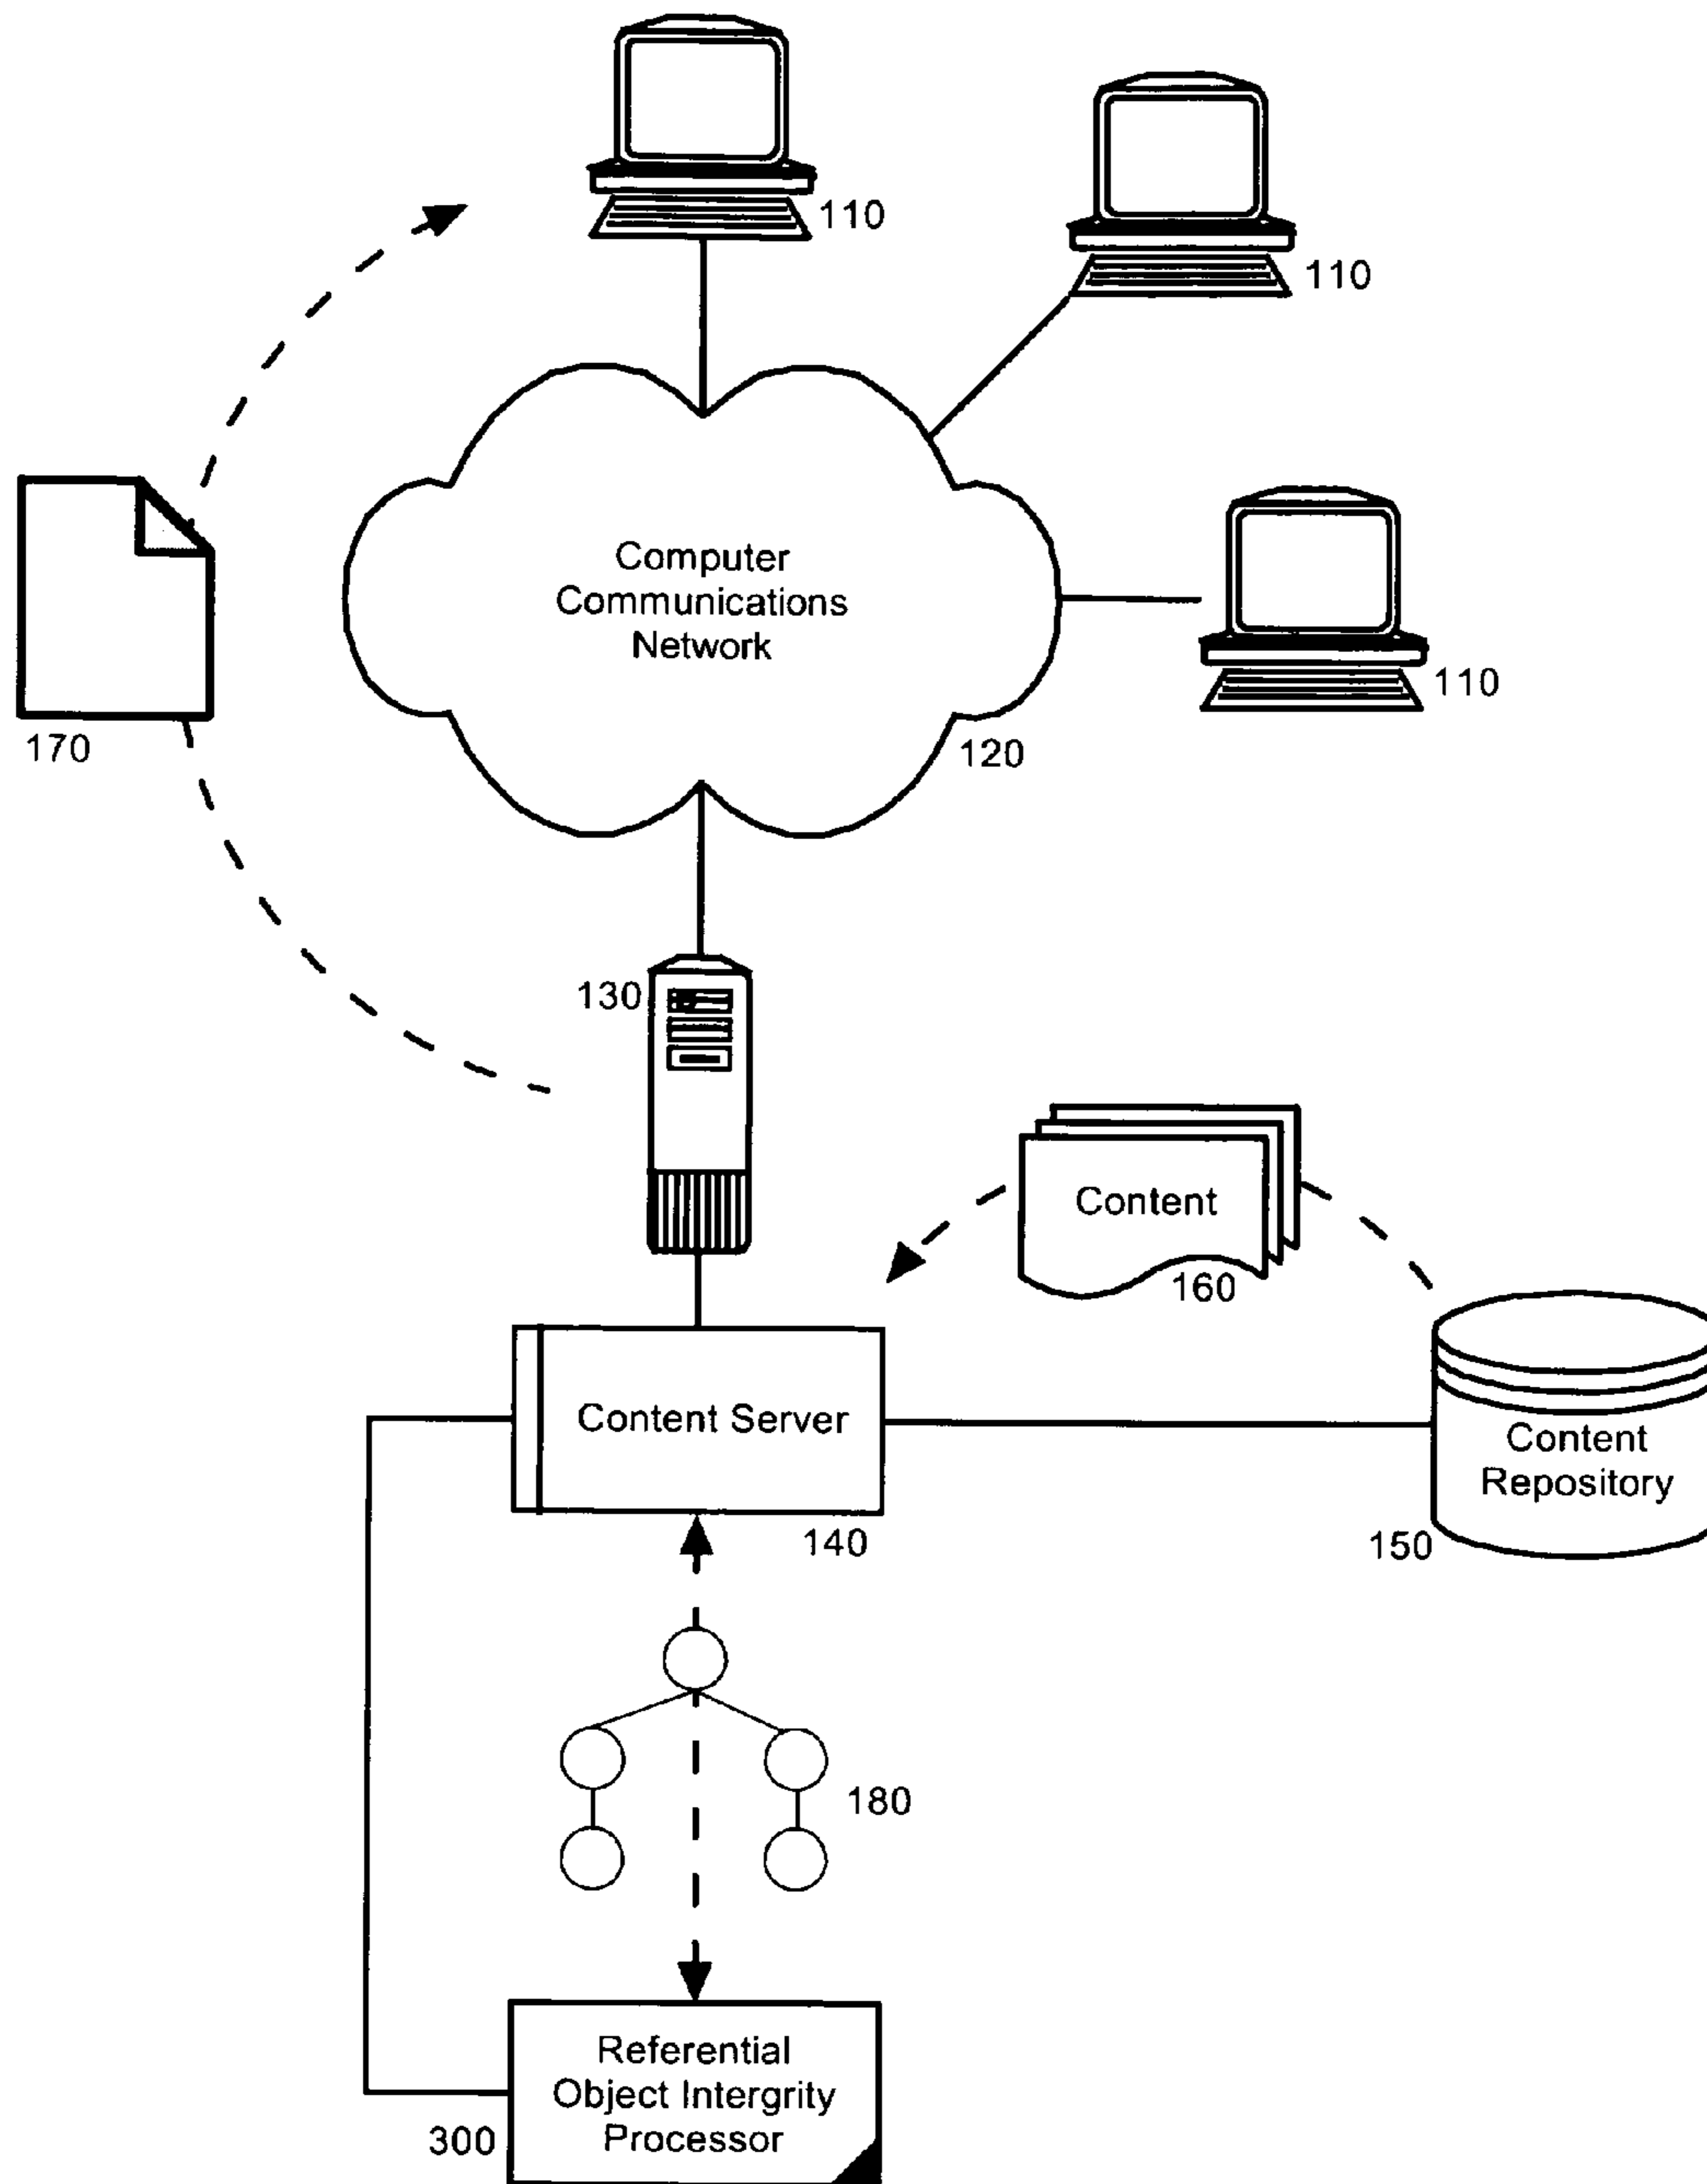 110
110
Computer
Communications
Network
110
170
120
130
Content
160
Content Server
Content
Repository
140
150
180
Referential
Object Intergrity
Processor
300